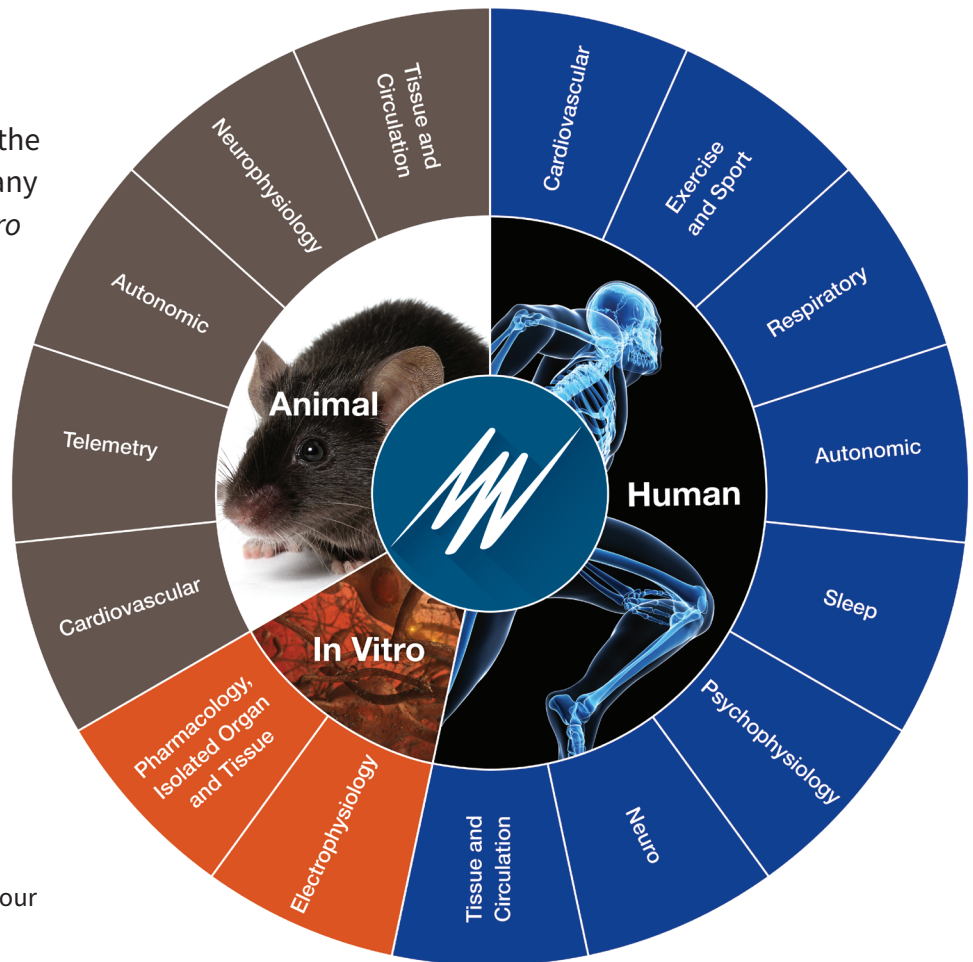 the
any
ro
our
Cardiovascular
Exercise
and Sport
Respiratory
Autonomic
Sleep
Psychophysiology
Neuro
Tissue and
Circulation
Electrophysiology
Pharmacology,
Isolated Organ
and Tissue
Cardiovascular
Telemetry
Autonomic
Neurophysiology
Tissue and
Circulation
Animal
Human
In Vitro